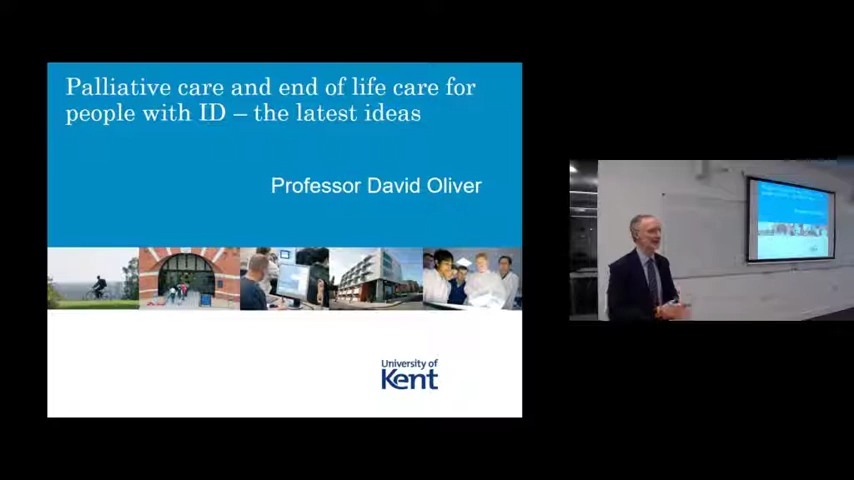 Palliative care and end of life care for
people with ID – the latest ideas
Professor David Oliver
University of
Kent